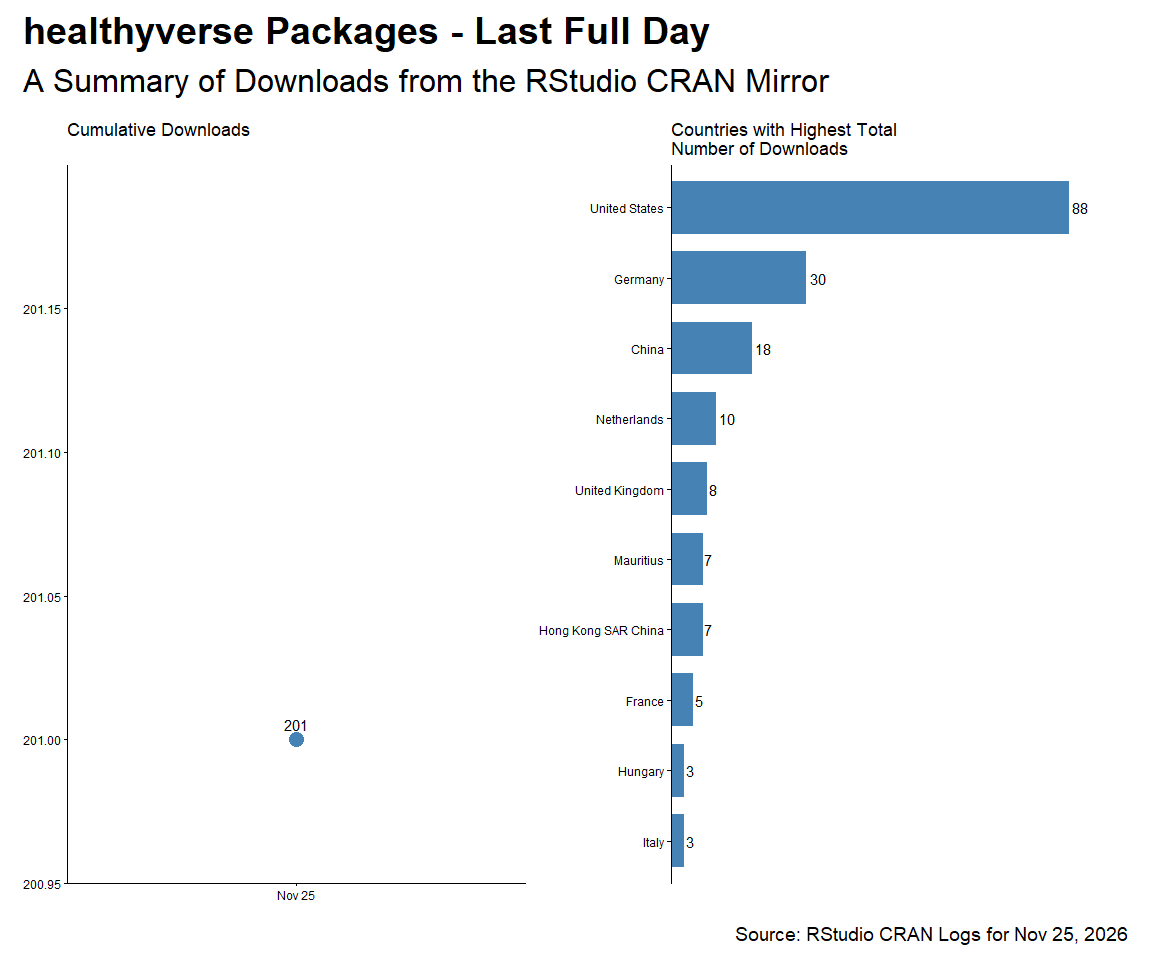 healthyverse Packages - Last Full Day
A Summary of Downloads from the RStudio CRAN Mirror
Cumulative Downloads
201.15
201.10
201.05
201.00
200.95
201
Nov 25
Countries with Highest Total
Number of Downloads
United States 88
Germany 30
China 18
Netherlands 10
United Kingdom 8
Mauritius 7
Hong Kong SAR China 7
France 5
Hungary 3
Italy 3
Source: RStudio CRAN Logs for Nov 25, 2026